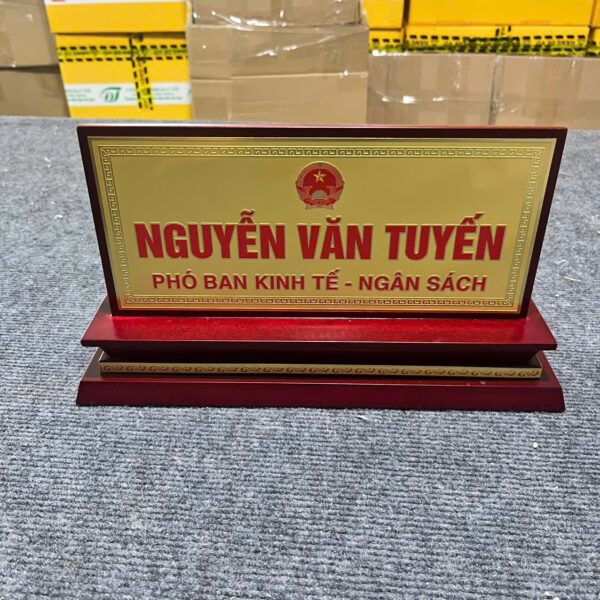 NGUYỄN VĂN TUYẾN
PHÓ BAN KINH TẾ - NGÂN SÁCH